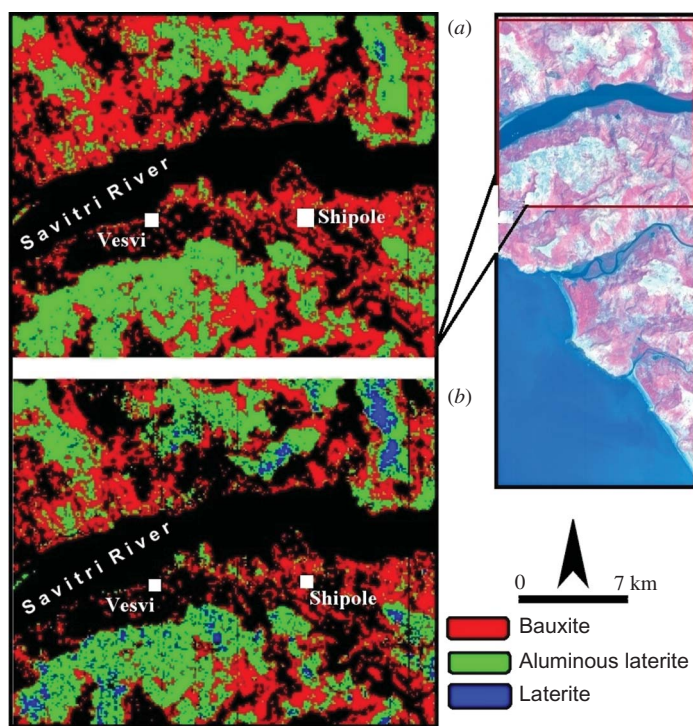 (a)
Savitri River
Vesvi
Shipole
(b)
Savitri River
Vesvi
Shipole
0 7 km
Bauxite
Aluminous laterite
Laterite